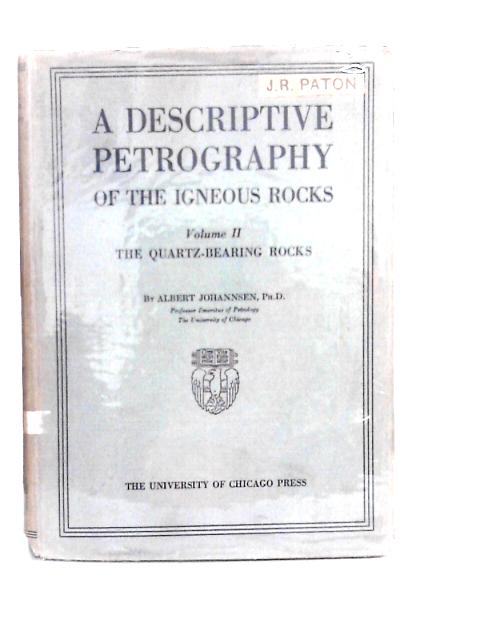 J.R. PATON
A DESCRIPTIVE
PETROGRAPHY
OF THE IGNEOUS ROCKS
Volume II
THE QUARTZ-BEARING ROCKS
By ALBERT JOHANNSEN, Ph.D.
Professor Emeritus of Petrology
The University of Chicago
THE UNIVERSITY OF CHICAGO PRESS